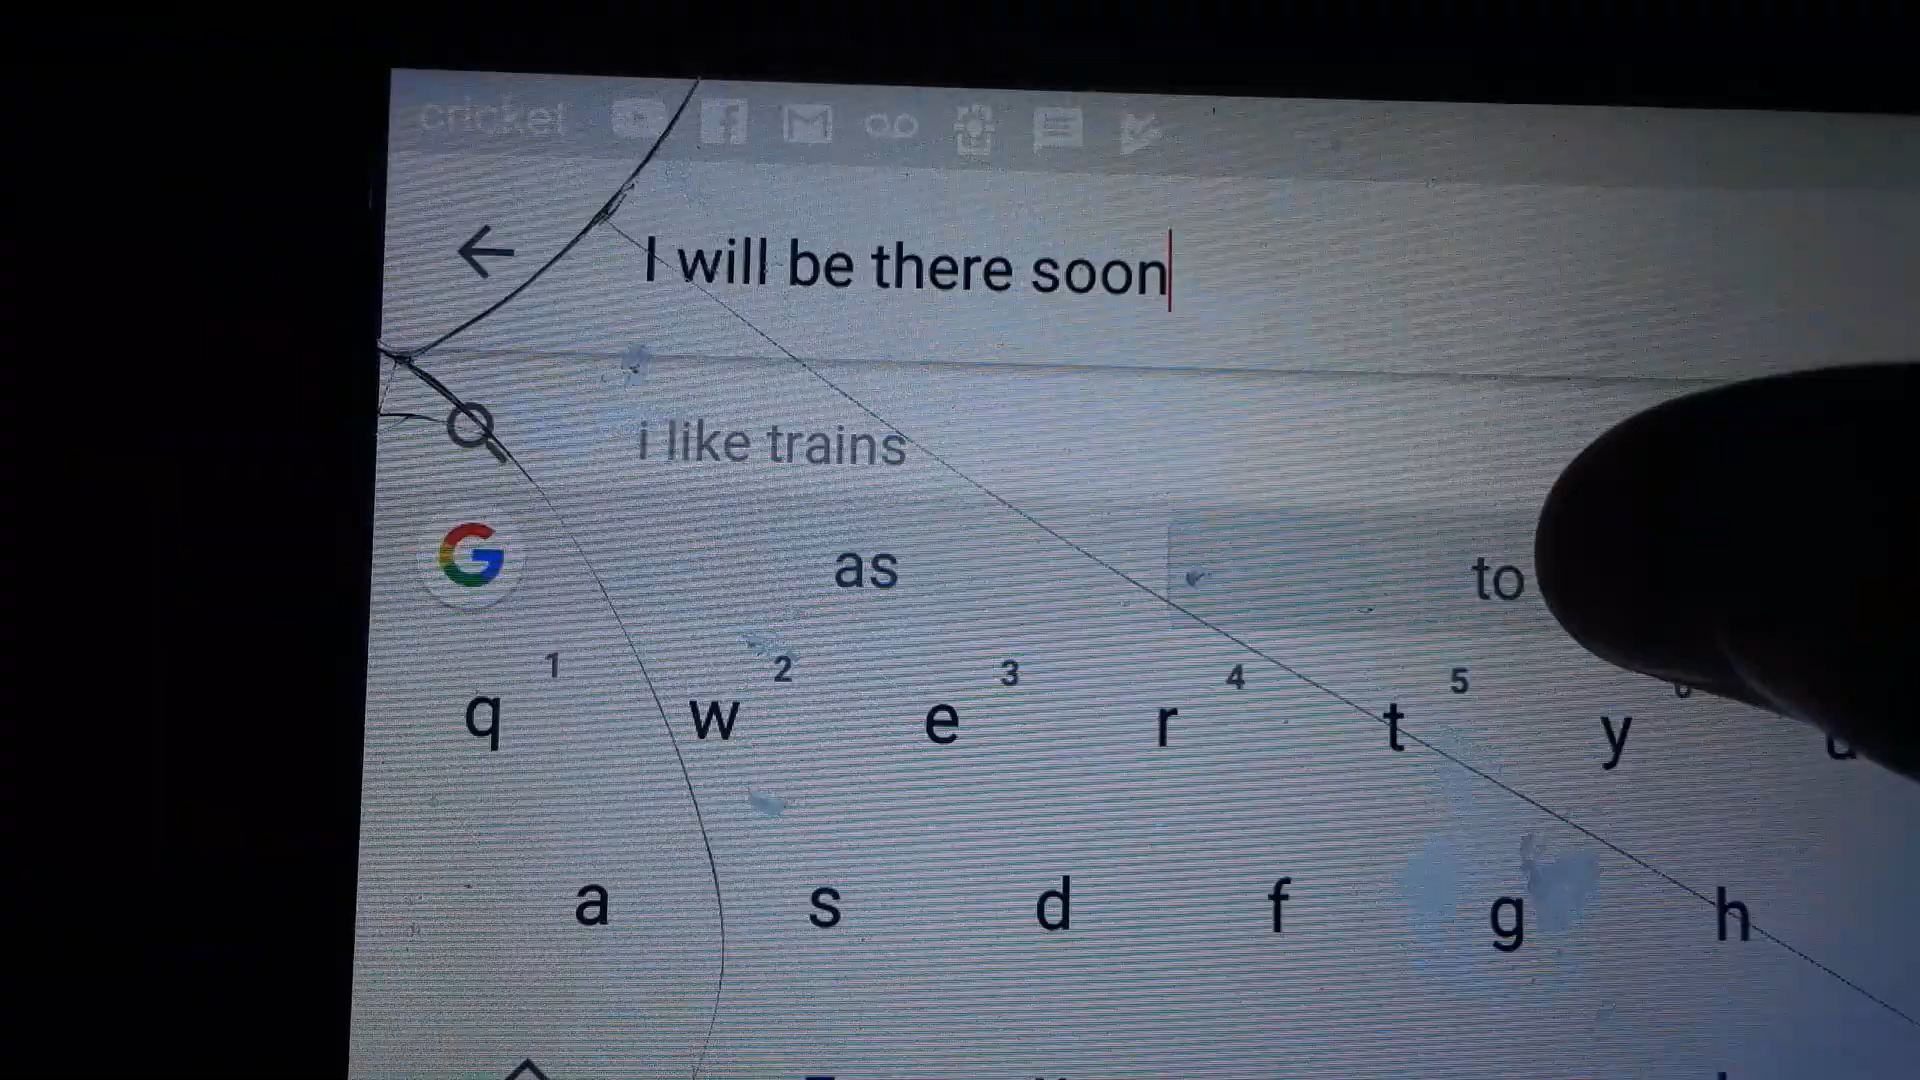 cricket
I will be there soon
i like trains
G as to
1 2 3 4 5
q w e r t y
a s d f g h